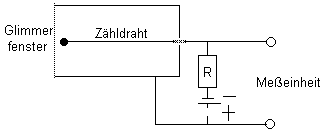 Glimmer
fenster
Zähldraht
R
Meßeinheit
− 
+